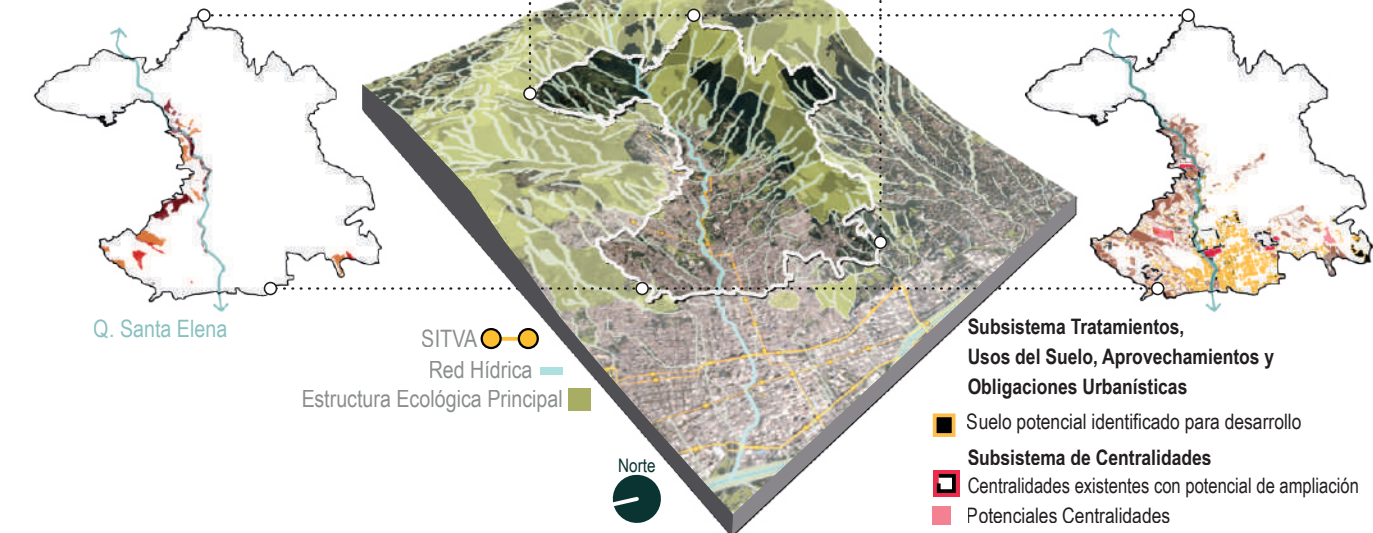 Q. Santa Elena
SITVA
Red Hídrica
Estructura Ecológica Principal
Norte
Subsistema Tratamientos,
Usos del Suelo, Aprovechamientos y
Obligaciones Urbanísticas
Suelo potencial identificado para desarrollo
Subsistema de Centralidades
Centralidades existentes con potencial de ampliación
Potenciales Centralidades